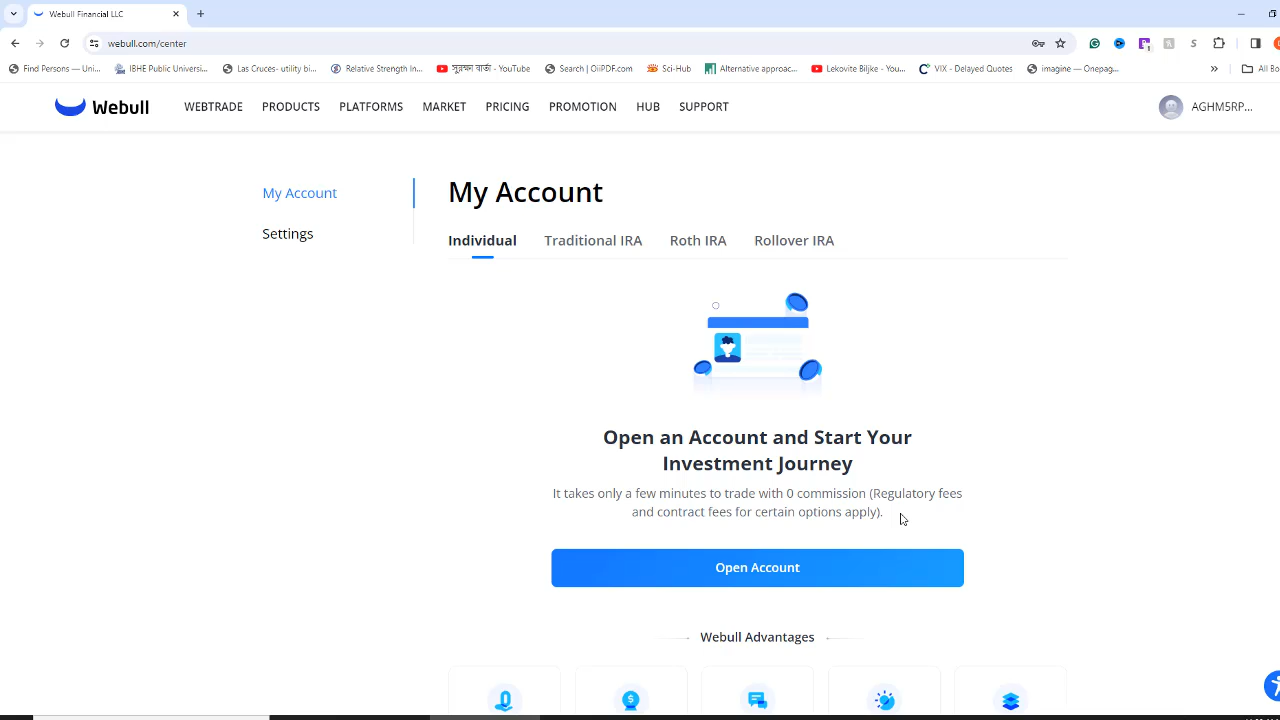 Webull Financial LLC
webull.com/center
Find Persons — Uni...
IBHE Public Universi...
Las Cruces- utility bi...
Relative Strength In...
সুরক্ষন বার্তা - YouTube
Search | OiiPDF.com
Sci-Hub
Alternative approac...
Lekovite Biljke - You...
VIX - Delayed Quotes
imagine — Onepag...
All Bo
Webull
WEBTRADE
PRODUCTS
PLATFORMS
MARKET
PRICING
PROMOTION
HUB
SUPPORT
AGHM5RP...
My Account
Settings
My Account
Individual
Traditional IRA
Roth IRA
Rollover IRA
Open an Account and Start Your
Investment Journey
It takes only a few minutes to trade with 0 commission (Regulatory fees
and contract fees for certain options apply).
Open Account
Webull Advantages